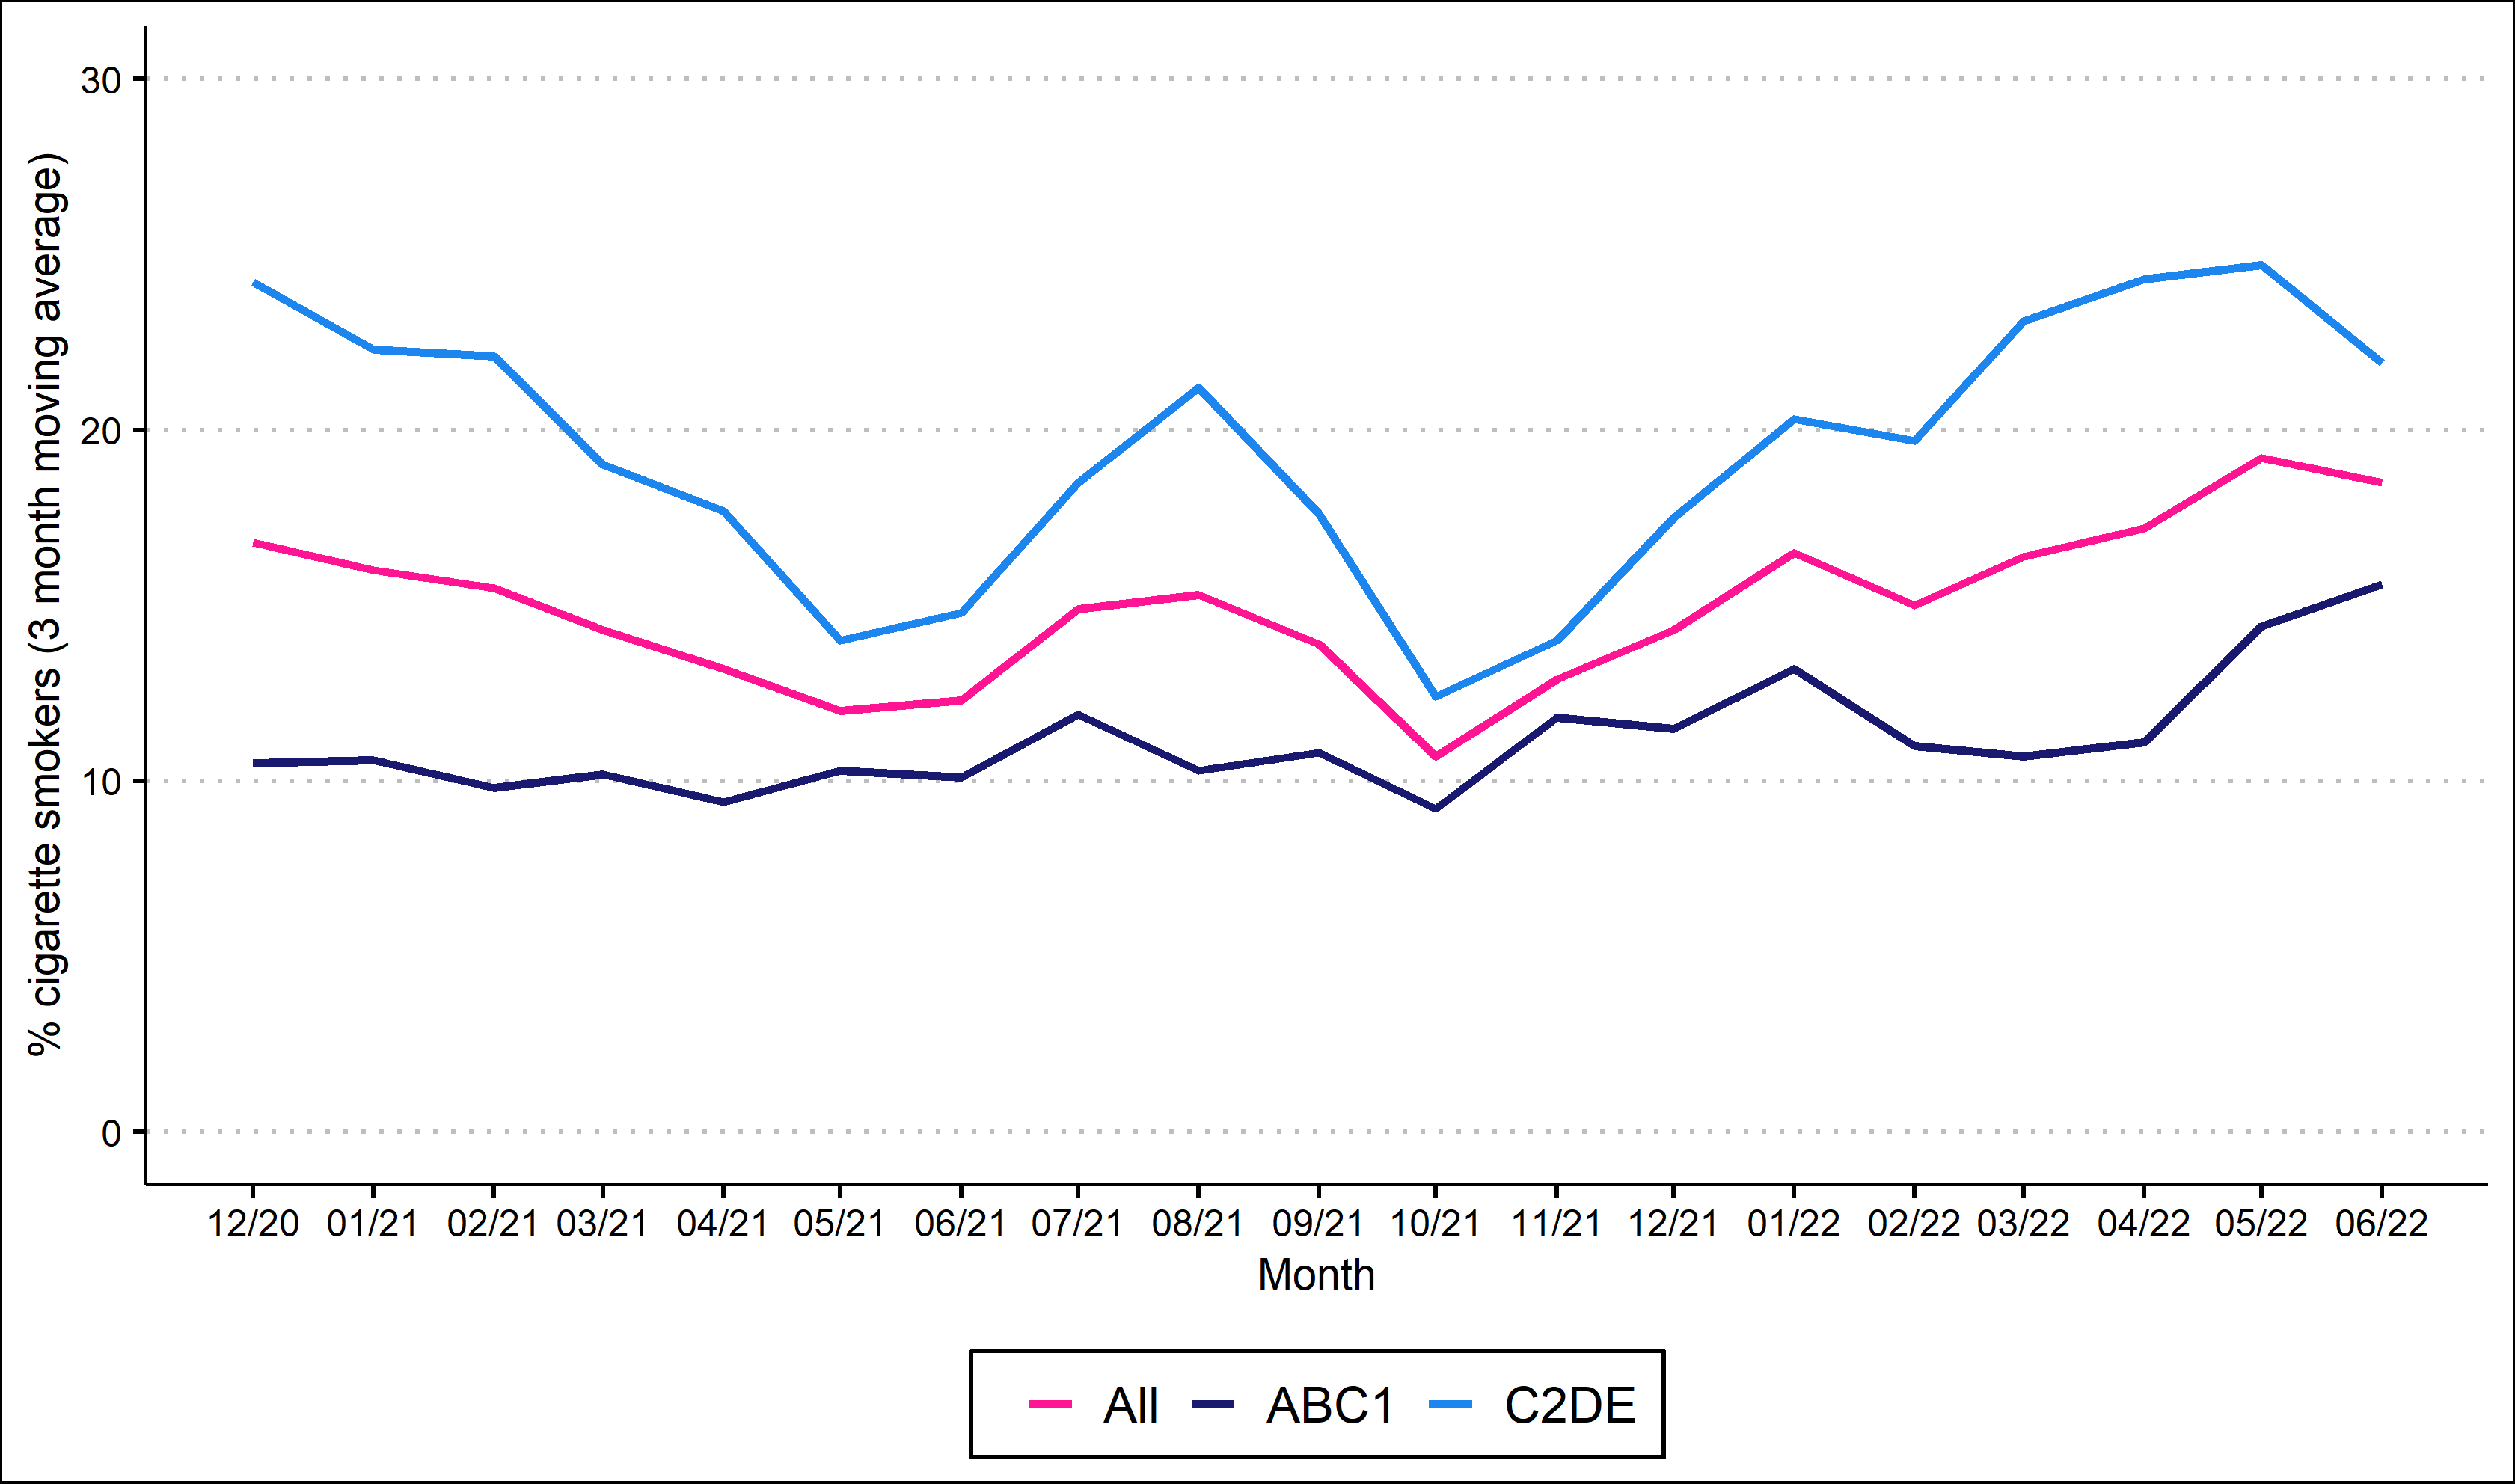 % cigarette smokers (3 month moving average)
30
20
10
0
12/20 01/21 02/21 03/21 04/21 05/21 06/21 07/21 08/21 09/21 10/21 11/21 12/21 01/22 02/22 03/22 04/22 05/22 06/22
Month
All ABC1 C2DE